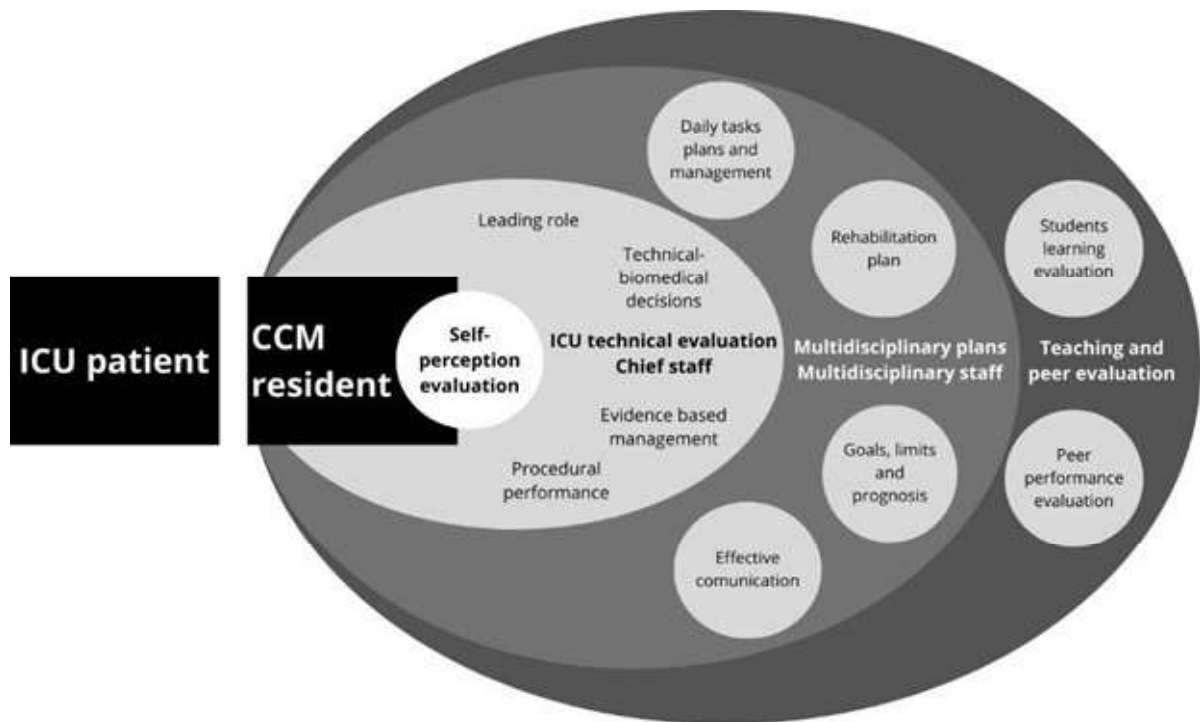 ICU patient
CCM
resident
Self-
perception
evaluation
Leading role
Technical-
biomedical
decisions
ICU technical evaluation
Chief staff
Evidence based
management
Procedural
performance
Daily tasks
plans and
management
Rehabilitation
plan
Multidisciplinary plans
Multidisciplinary staff
Goals, limits
and
prognosis
Effective
comunication
Students
learning
evaluation
Teaching and
peer evaluation
Peer
performance
evaluation